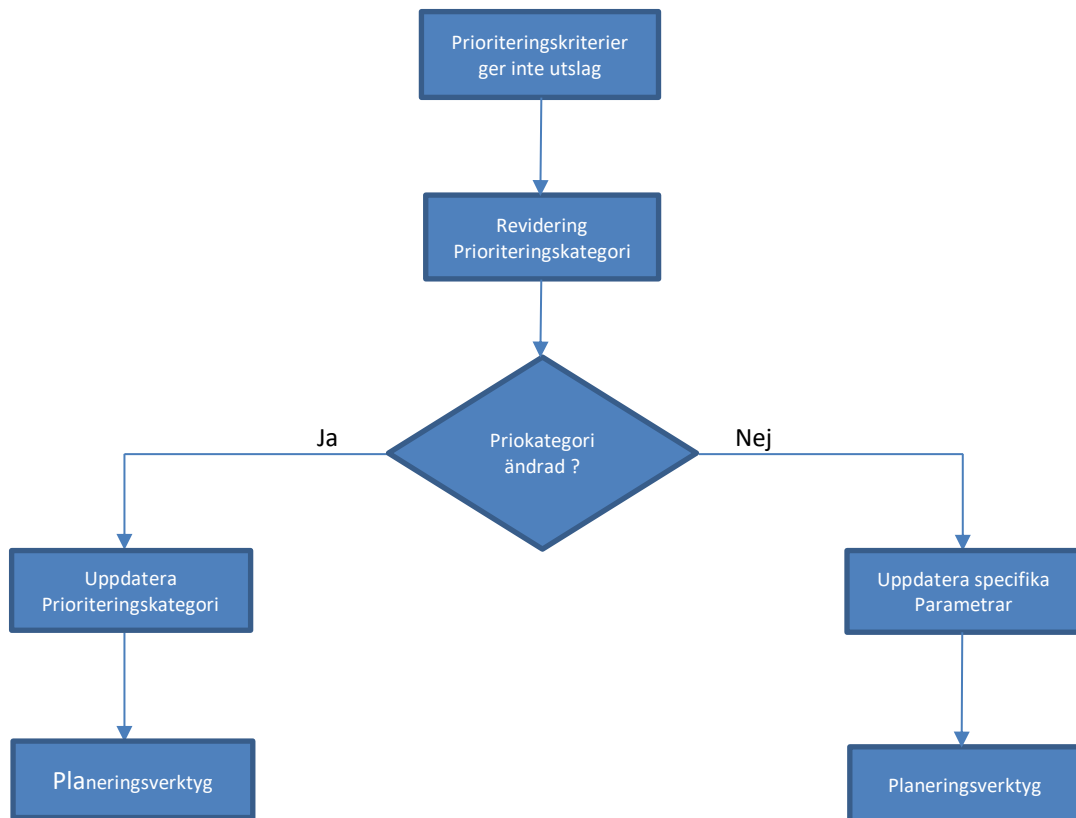 Prioriteringskriterier
ger inte utslag
Revidering
Prioriteringskategori
Ja
Priokategori
ändrad ?
Nej
Uppdatera
Prioriteringskategori
Uppdatera specifika
Parametrar
Planeringsverktyg
Planeringsverktyg